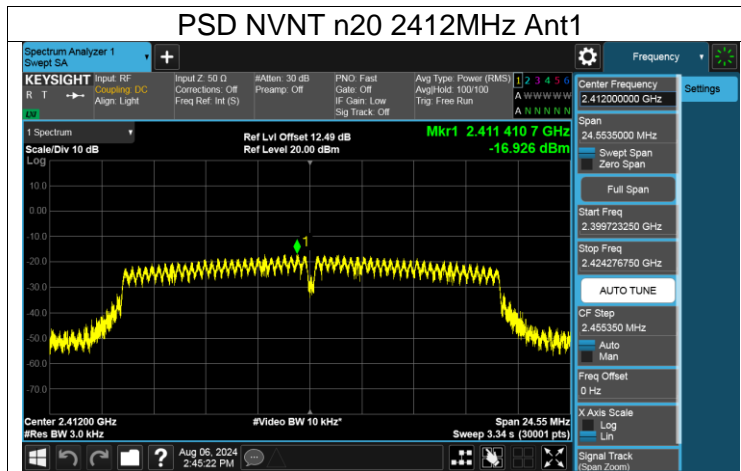 PSD NVNT n20 2412MHz Ant1
Spectrum Analyzer 1
Swept SA
+
Frequency
KEYSIGHT
R T
LXI
Input: RF
Coupling: DC
Align: Light
Input Z: 50 Ω
Corrections: Off
Freq Ref: Int (S)
#Atten: 30 dB
Preamp: Off
PNO: Fast
Gate: Off
IF Gain: Low
Sig Track: Off
Avg Type: Power (RMS)
Avg|Hold: 100/100
Trig: Free Run
1 2 3 4 5 6
A W W W W W
A N N N N N
Center Frequency
2.412000000 GHz
Settings
Span
24.5535000 MHz
Swept Span
Zero Span
Full Span
Start Freq
2.399723250 GHz
Stop Freq
2.424276750 GHz
AUTO TUNE
CF Step
2.455350 MHz
Auto
Man
Freq Offset
0 Hz
X Axis Scale
Log
Lin
Signal Track
(Span Zoom)
1 Spectrum
Scale/Div 10 dB
Log
Ref Lvl Offset 12.49 dB
Ref Level 20.00 dBm
Mkr1 2.411 410 7 GHz
-16.926 dBm
10.0
0.00
-10.0
-20.0
-30.0
-40.0
-50.0
-60.0
-70.0
1
Center 2.41200 GHz
#Res BW 3.0 kHz
#Video BW 10 kHz*
Span 24.55 MHz
Sweep 3.34 s (30001 pts)
?
Aug 06, 2024
2:45:22 PM